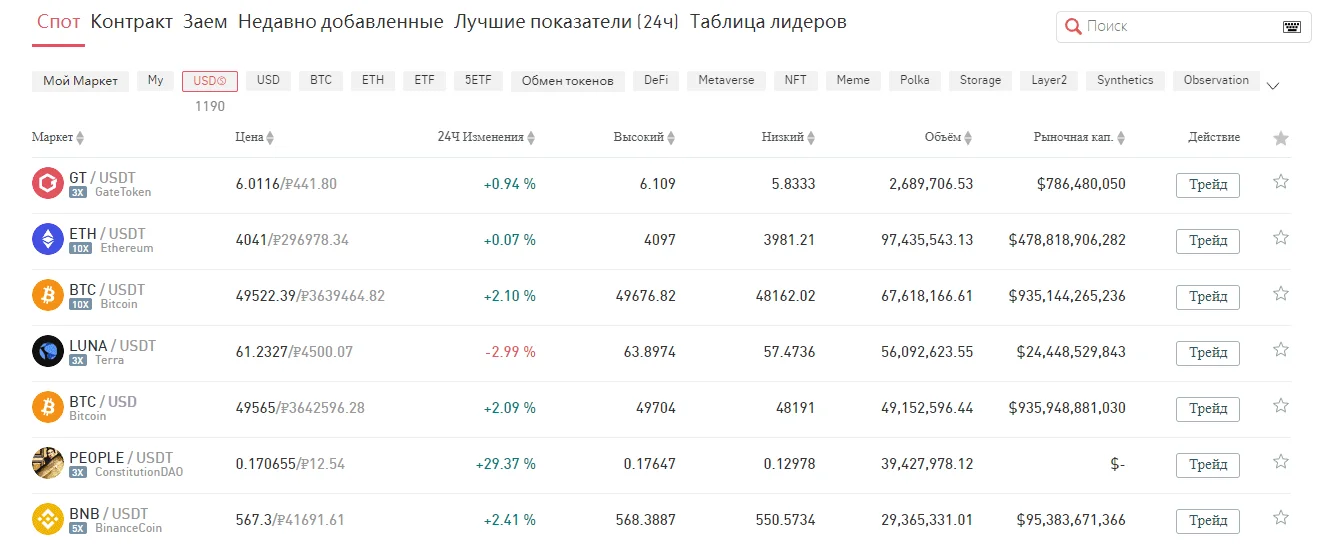 Спот Контракт Заем Недавно добавленные Лучшие показатели (24ч) Таблица лидеров Поиск
Мой Маркет My USDⓈ USD BTC ETH ETF 5ETF Обмен токенов DeFi Metaverse NFT Meme Polka Storage Layer2 Synthetics Observation
1190
Маркет Цена 24Ч Изменения Высокий Низкий Объём Рыночная кап. Действие
GT / USDT 6.0116/₽441.80 +0.94 % 6.109 5.8333 2,689,706.53 $786,480,050 Трейд
3X GateToken
ETH / USDT 4041/₽296978.34 +0.07 % 4097 3981.21 97,435,543.13 $478,818,906,282 Трейд
10X Ethereum
BTC / USDT 49522.39/₽3639464.82 +2.10 % 49676.82 48162.02 67,618,166.61 $935,144,265,236 Трейд
10X Bitcoin
LUNA / USDT 61.2327/₽4500.07 -2.99 % 63.8974 57.4736 56,092,623.55 $24,448,529,843 Трейд
3X Terra
BTC / USD 49565/₽3642596.28 +2.09 % 49704 48191 49,152,596.44 $935,948,881,030 Трейд
Bitcoin
PEOPLE / USDT 0.170655/₽12.54 +29.37 % 0.17647 0.12978 39,427,978.12 $- Трейд
3X ConstitutionDAO
BNB / USDT 567.3/₽41691.61 +2.41 % 568.3887 550.5734 29,365,331.01 $95,383,671,366 Трейд
5X BinanceCoin